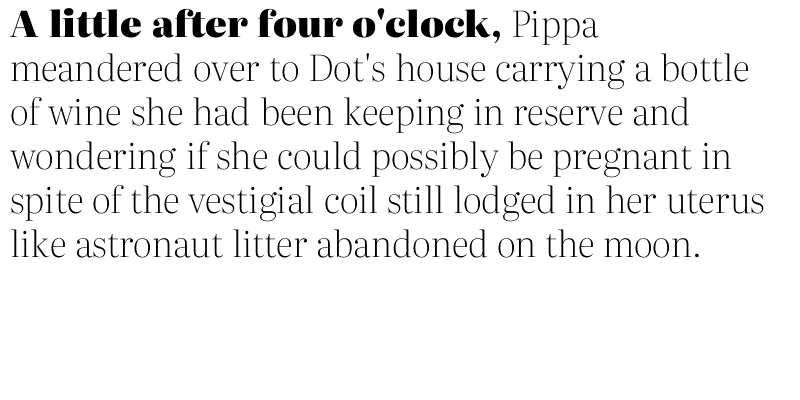 A little after four o'clock, Pippa
meandered over to Dot's house carrying a bottle
of wine she had been keeping in reserve and
wondering if she could possibly be pregnant in
spite of the vestigial coil still lodged in her uterus
like astronaut litter abandoned on the moon.